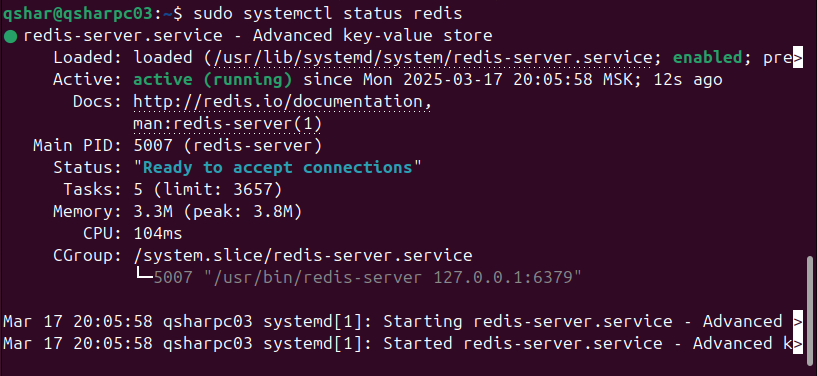 qshar@qsharpc03:~$ sudo systemctl status redis
● redis-server.service - Advanced key-value store
     Loaded: loaded (/usr/lib/systemd/system/redis-server.service; enabled; pre>
     Active: active (running) since Mon 2025-03-17 20:05:58 MSK; 12s ago
       Docs: http://redis.io/documentation,
             man:redis-server(1)
   Main PID: 5007 (redis-server)
     Status: "Ready to accept connections"
      Tasks: 5 (limit: 3657)
     Memory: 3.3M (peak: 3.8M)
        CPU: 104ms
     CGroup: /system.slice/redis-server.service
             └─5007 "/usr/bin/redis-server 127.0.0.1:6379"

Mar 17 20:05:58 qsharpc03 systemd[1]: Starting redis-server.service - Advanced >
Mar 17 20:05:58 qsharpc03 systemd[1]: Started redis-server.service - Advanced k>